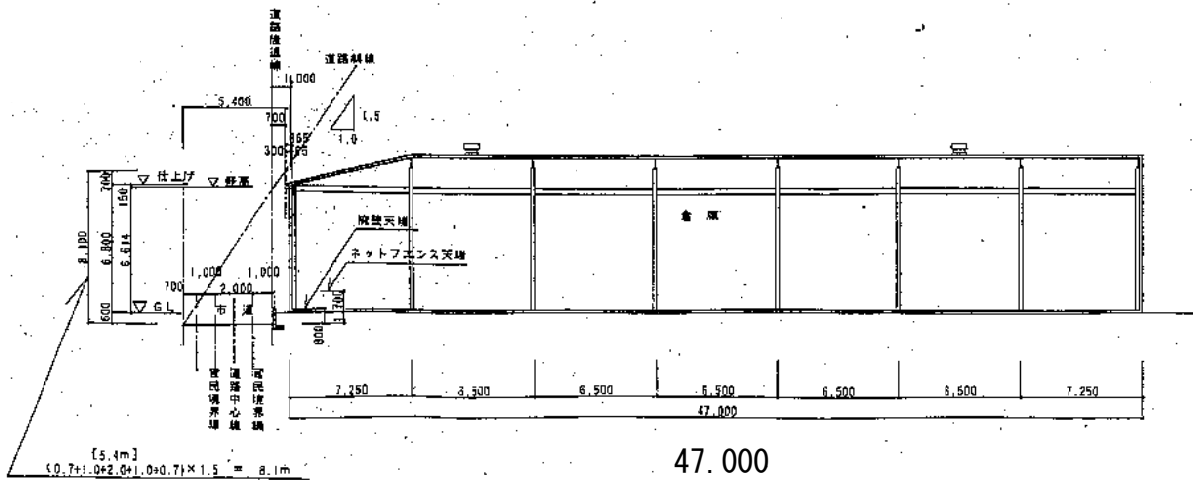 道路後退線
道路斜線
1,000
5,400
700
1.5
1.0
365
300
65
仕上げ
軒高
700
150
8,100
6,800
6,614
600
GL
倉庫
擁壁天端
ネットフェンス天端
1,000
1,000
700
2,000
市道
1,700
800
官民境界線
道路中心線
官民境界線
7,250
6,500
6,500
6,500
6,500
6,500
7,250
47,000
[5.4m]
(0.7+1.0+2.0+1.0+0.7)×1.5 = 8.1m
47.000